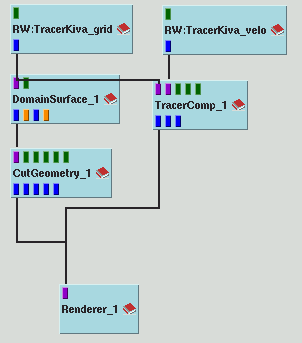 RW:TracerKiva_grid
RW:TracerKiva_velo
DomainSurface_1
TracerComp_1
CutGeometry_1
Renderer_1